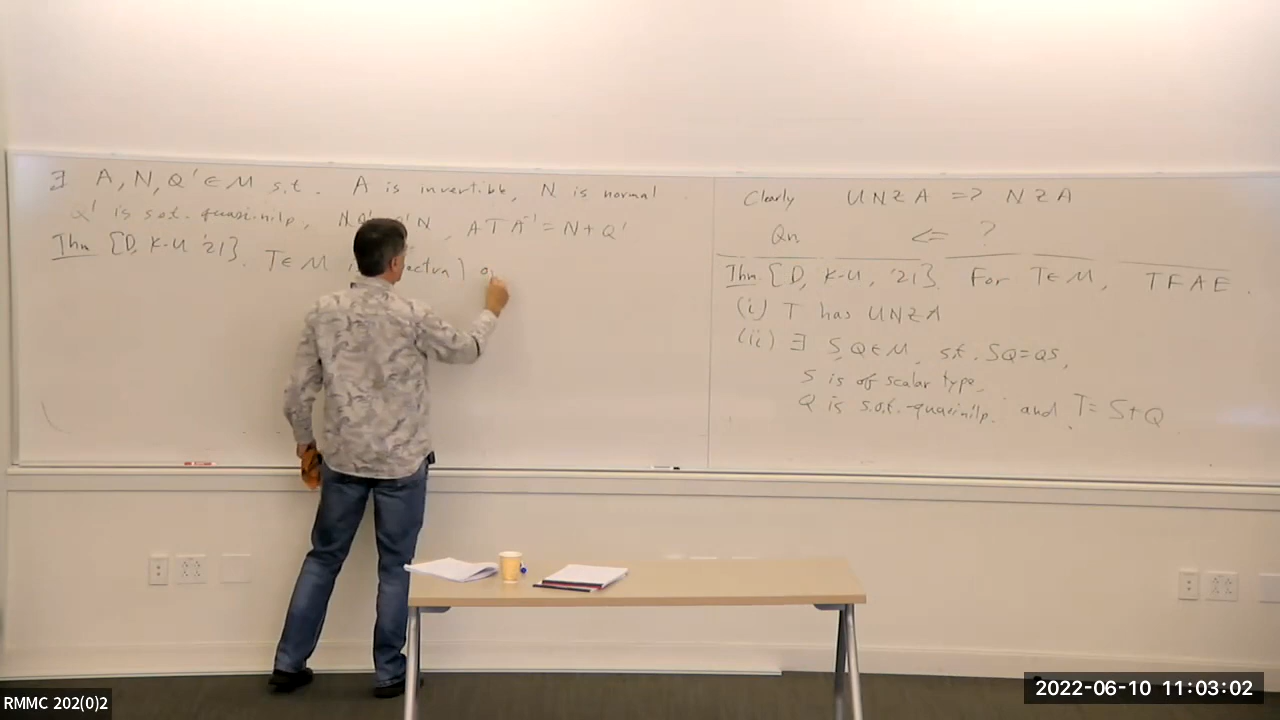 ∃ A, N, Q' ∈ M s.t. A is invertible, N is normal
Q' is s.o.t. quasinilp, N Q' Q' N, A T A⁻¹ = N + Q'
Thm [D, K-U '21]. T ∈ M
Clearly UNZA => NZA
Qn <= ?
Thm [D, K-U, '21] For T ∈ M, TFAE.
(i) T has UNZA
(ii) ∃ S, Q ∈ M s.t. SQ=QS,
S is of scalar type,
Q is s.o.t. quasinilp. and T = S+Q
RMMC 202(0)2
2022-06-10 11:03:02